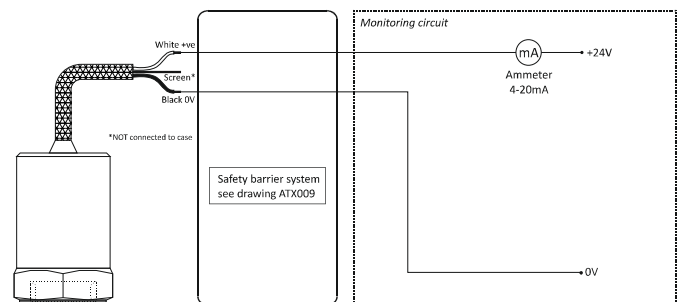 Monitoring circuit
White +ve
mA
+24V
Screen*
Ammeter
4-20mA
Black 0V
*NOT connected to case
Safety barrier system
see drawing ATX009
0V